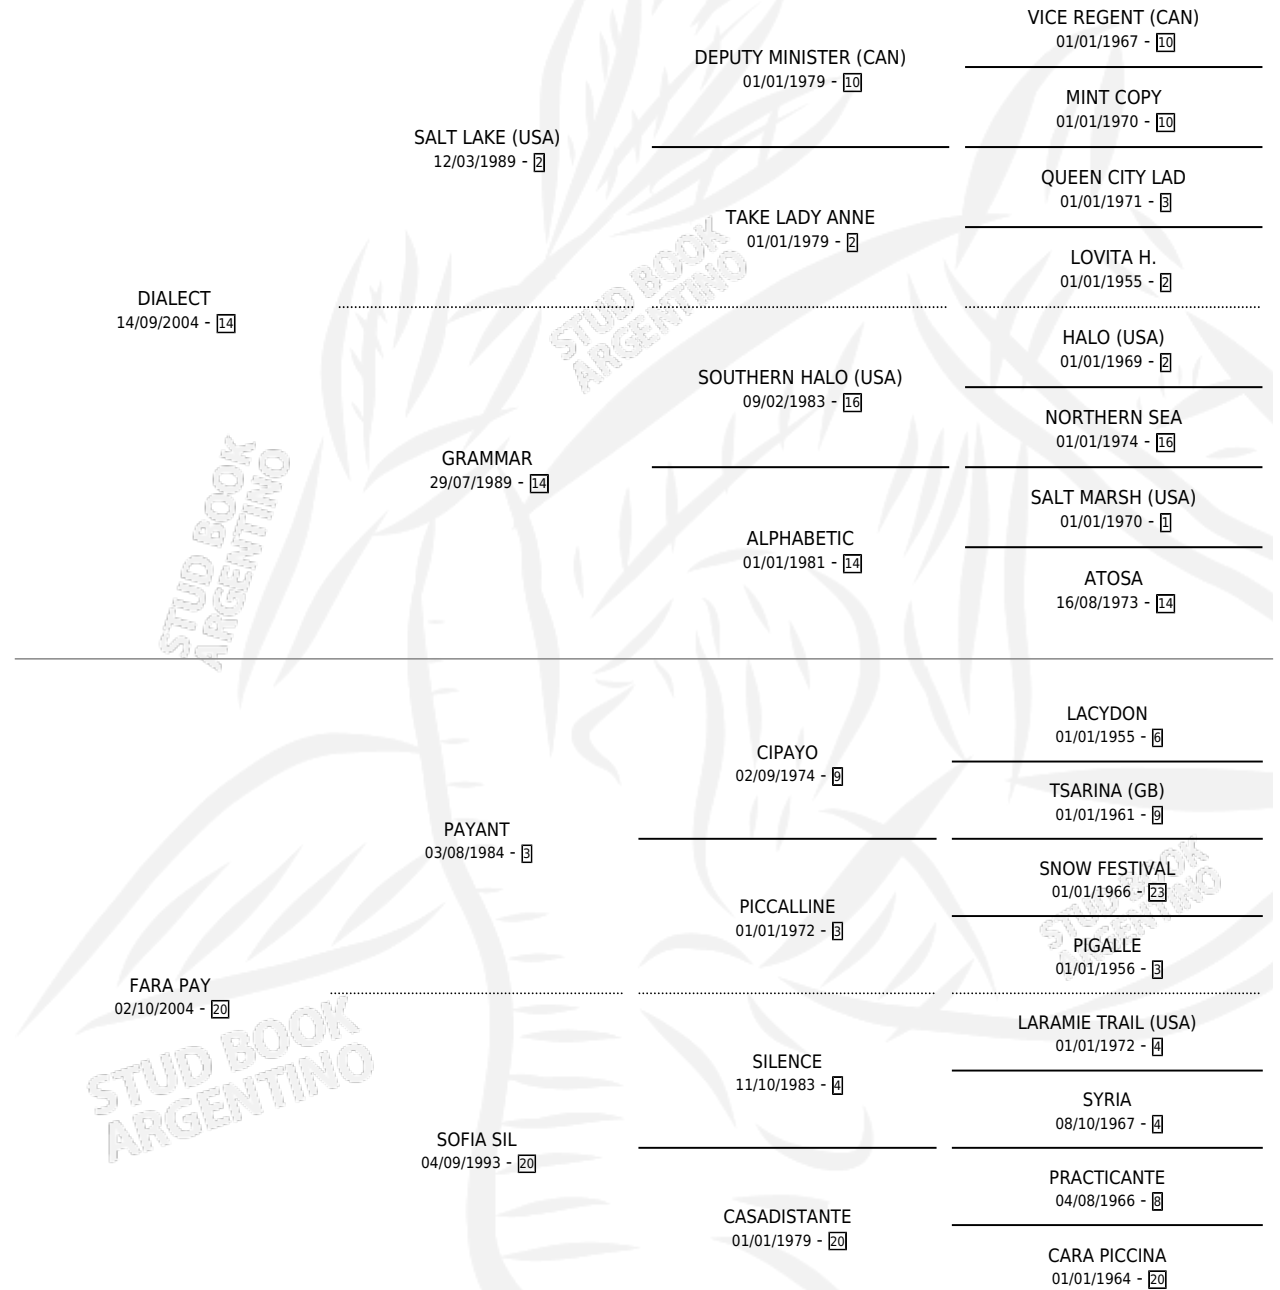 VICE REGENT (CAN)
01/01/1967 - 10
DEPUTY MINISTER (CAN)
01/01/1979 - 10
MINT COPY
01/01/1970 - 10
SALT LAKE (USA)
12/03/1989 - 2
QUEEN CITY LAD
01/01/1971 - 3
TAKE LADY ANNE
01/01/1979 - 2
LOVITA H.
01/01/1955 - 2
DIALECT
14/09/2004 - 14
HALO (USA)
01/01/1969 - 2
SOUTHERN HALO (USA)
09/02/1983 - 16
NORTHERN SEA
01/01/1974 - 16
GRAMMAR
29/07/1989 - 14
SALT MARSH (USA)
01/01/1970 - 1
ALPHABETIC
01/01/1981 - 14
ATOSA
16/08/1973 - 14
STUD BOOK
ARGENTINO
STUD BOOK
ARGENTINO
LACYDON
01/01/1955 - 6
CIPAYO
02/09/1974 - 9
TSARINA (GB)
01/01/1961 - 9
PAYANT
03/08/1984 - 3
SNOW FESTIVAL
01/01/1966 - 23
PICCALLINE
01/01/1972 - 3
PIGALLE
01/01/1956 - 3
FARA PAY
02/10/2004 - 20
LARAMIE TRAIL (USA)
01/01/1972 - 4
SILENCE
11/10/1983 - 4
SYRIA
08/10/1967 - 4
SOFIA SIL
04/09/1993 - 20
PRACTICANTE
04/08/1966 - 8
CASADISTANTE
01/01/1979 - 20
CARA PICCINA
01/01/1964 - 20
STUD BOOK
ARGENTINO
STUD BOOK
ARGENTINO